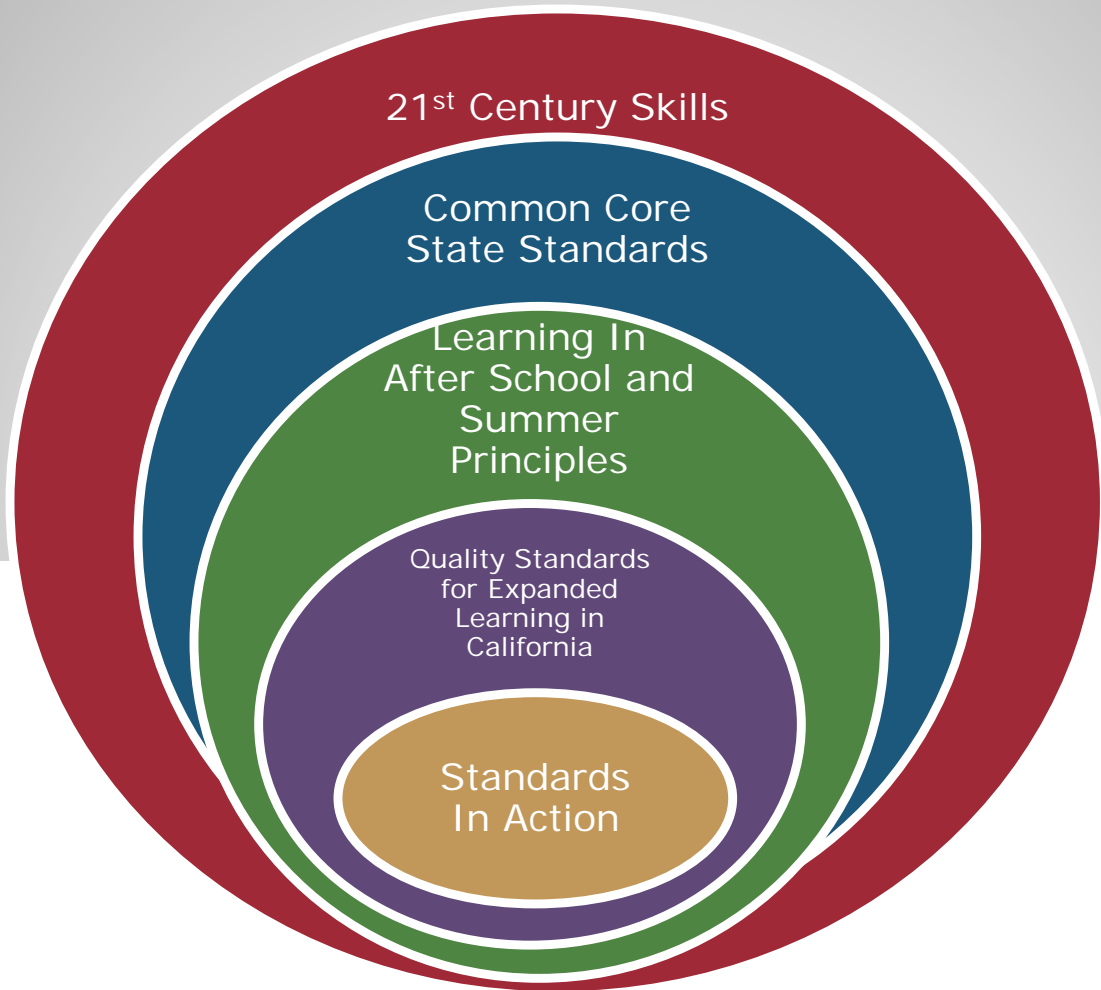 21st Century Skills
Common Core
State Standards
Learning In
After School and
Summer
Principles
Quality Standards
for Expanded
Learning in
California
Standards
In Action